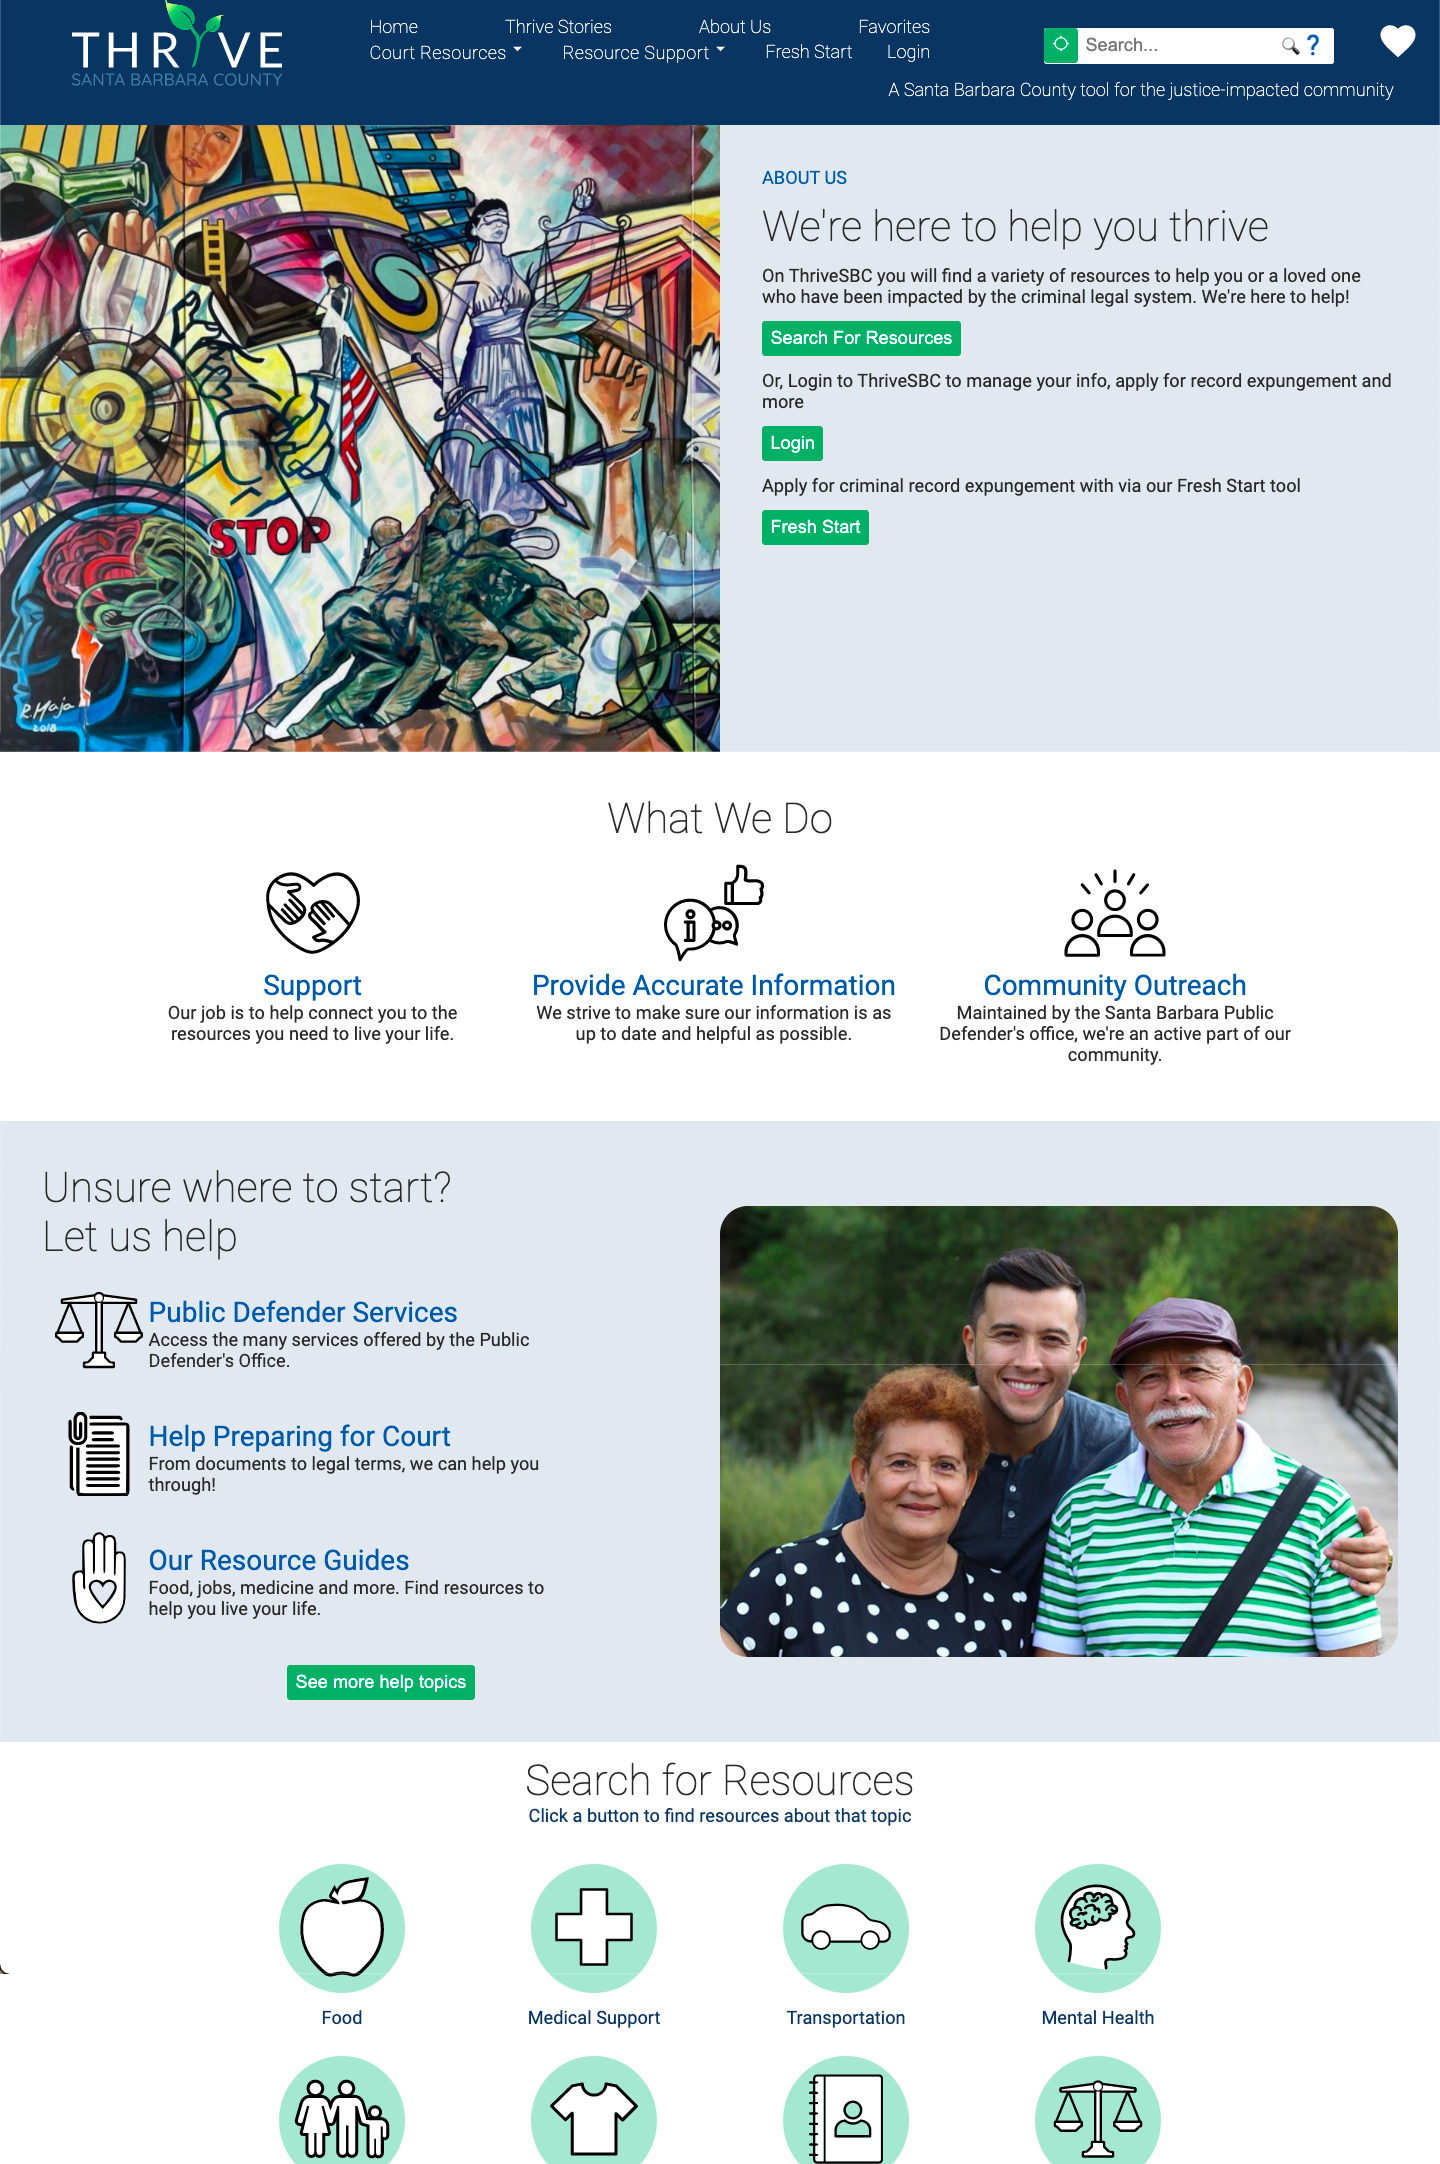 THRIVE
SANTA BARBARA COUNTY
Home Thrive Stories About Us Favorites
Court Resources Resource Support Fresh Start Login
Search... ?
A Santa Barbara County tool for the justice-impacted community
STOP
R. Maja
2018
ABOUT US
We're here to help you thrive
On ThriveSBC you will find a variety of resources to help you or a loved one
who have been impacted by the criminal legal system. We're here to help!
Search For Resources
Or, Login to ThriveSBC to manage your info, apply for record expungement and
more
Login
Apply for criminal record expungement with via our Fresh Start tool
Fresh Start
What We Do
Support
Our job is to help connect you to the
resources you need to live your life.
Provide Accurate Information
We strive to make sure our information is as
up to date and helpful as possible.
Community Outreach
Maintained by the Santa Barbara Public
Defender's office, we're an active part of our
community.
Unsure where to start?
Let us help
Public Defender Services
Access the many services offered by the Public
Defender's Office.
Help Preparing for Court
From documents to legal terms, we can help you
through!
Our Resource Guides
Food, jobs, medicine and more. Find resources to
help you live your life.
See more help topics
Search for Resources
Click a button to find resources about that topic
Food
Medical Support
Transportation
Mental Health